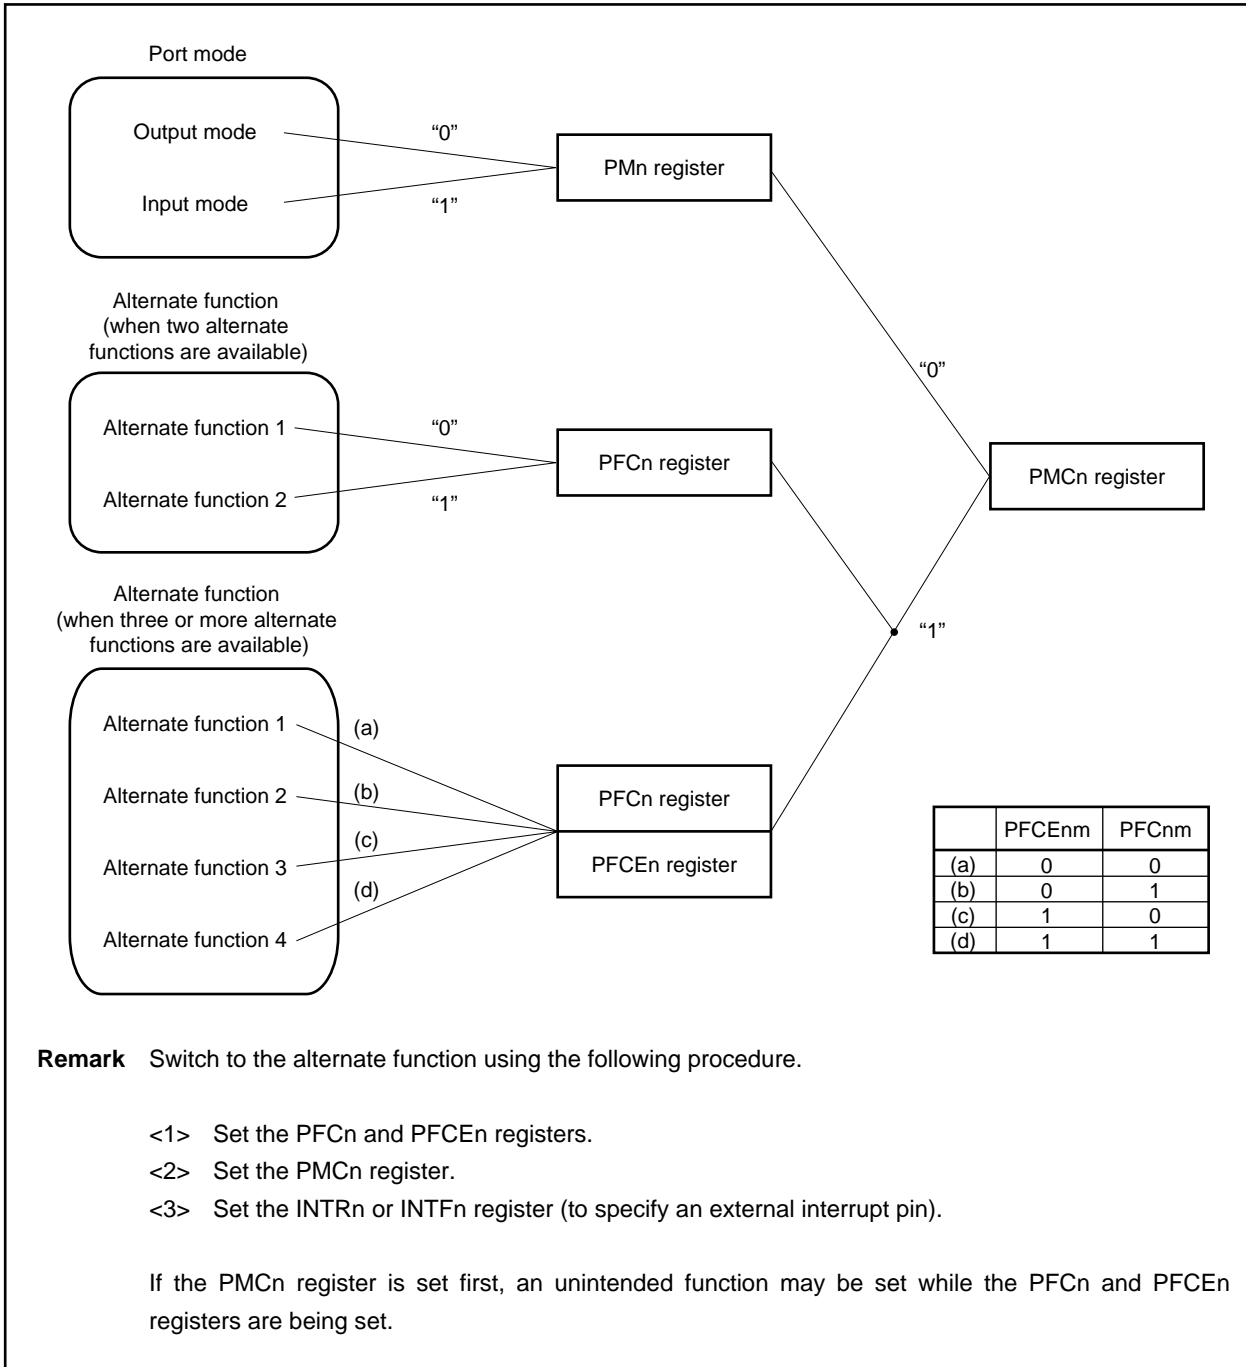 Port mode
Output mode
“0”
PMn register
Input mode
“1”
Alternate function
(when two alternate
functions are available)
“0”
Alternate function 1
“0”
PFCn register
PMCn register
Alternate function 2
“1”
Alternate function
(when three or more alternate
functions are available)
“1”
Alternate function 1
(a)
Alternate function 2
(b)
PFCn register
(c)
Alternate function 3
PFCEn register
(d)
Alternate function 4
PFCEnm PFCnm
(a) 0 0
(b) 0 1
(c) 1 0
(d) 1 1
Remark Switch to the alternate function using the following procedure.
<1> Set the PFCn and PFCEn registers.
<2> Set the PMCn register.
<3> Set the INTRn or INTFn register (to specify an external interrupt pin).
If the PMCn register is set first, an unintended function may be set while the PFCn and PFCEn
registers are being set.